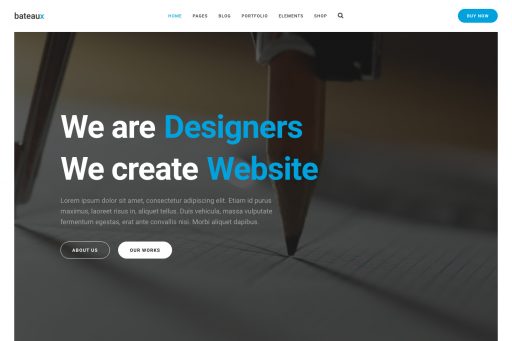 bateaux
HOME PAGES BLOG PORTFOLIO ELEMENTS SHOP
BUY NOW
We are Designers
We create Website
Lorem ipsum dolor sit amet, consectetur adipiscing elit. Etiam id purus
maximus, laoreet risus in, aliquet tellus. Duis vehicula, massa vulputate
fermentum egestas, erat ante convallis nisi. Morbi aliquet dapibus.
ABOUT US
OUR WORKS